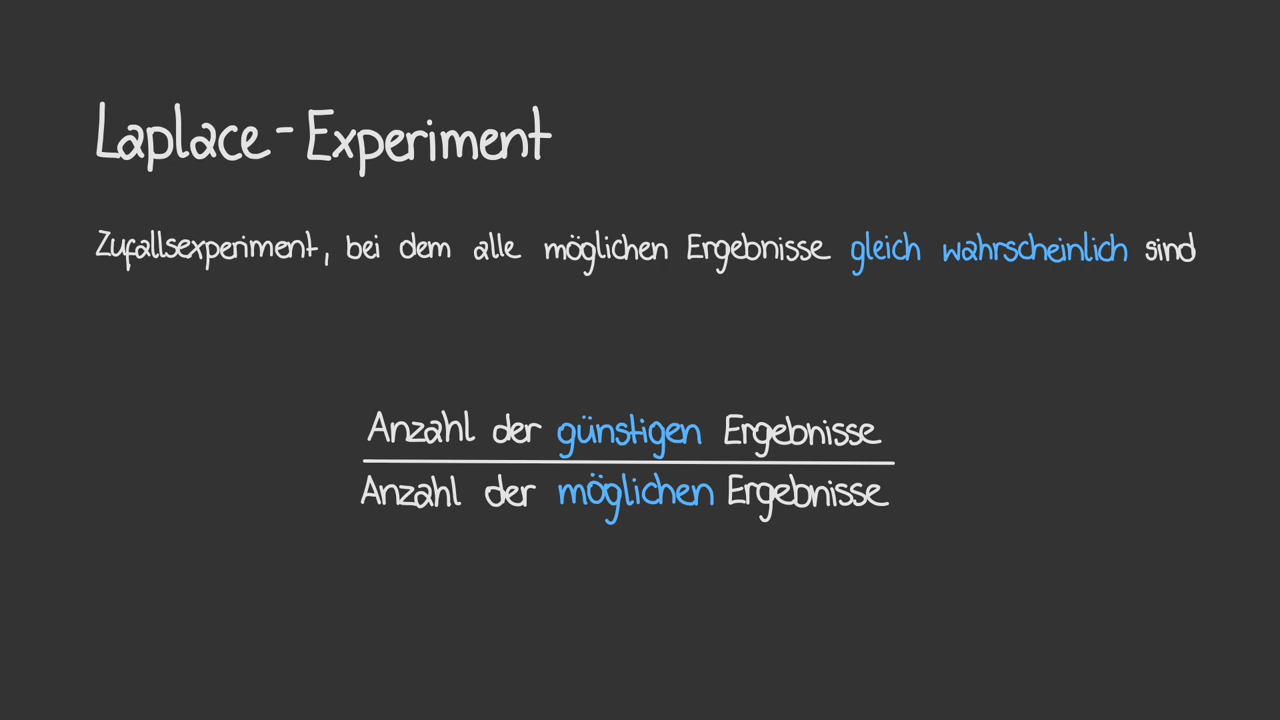 Laplace-Experiment
Zufallsexperiment, bei dem alle möglichen Ergebnisse gleich wahrscheinlich sind
Anzahl der günstigen Ergebnisse
Anzahl der möglichen Ergebnisse